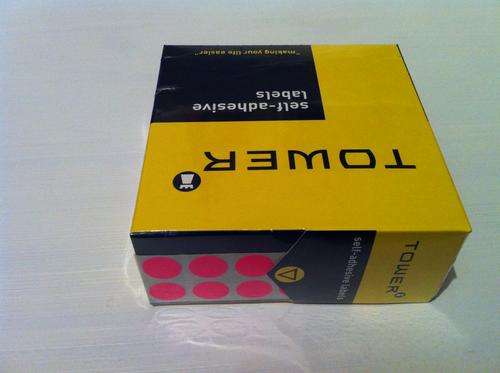 TOWER
self-adhesive
labels
"making your life easier"
TOWER
self-adhesive labels